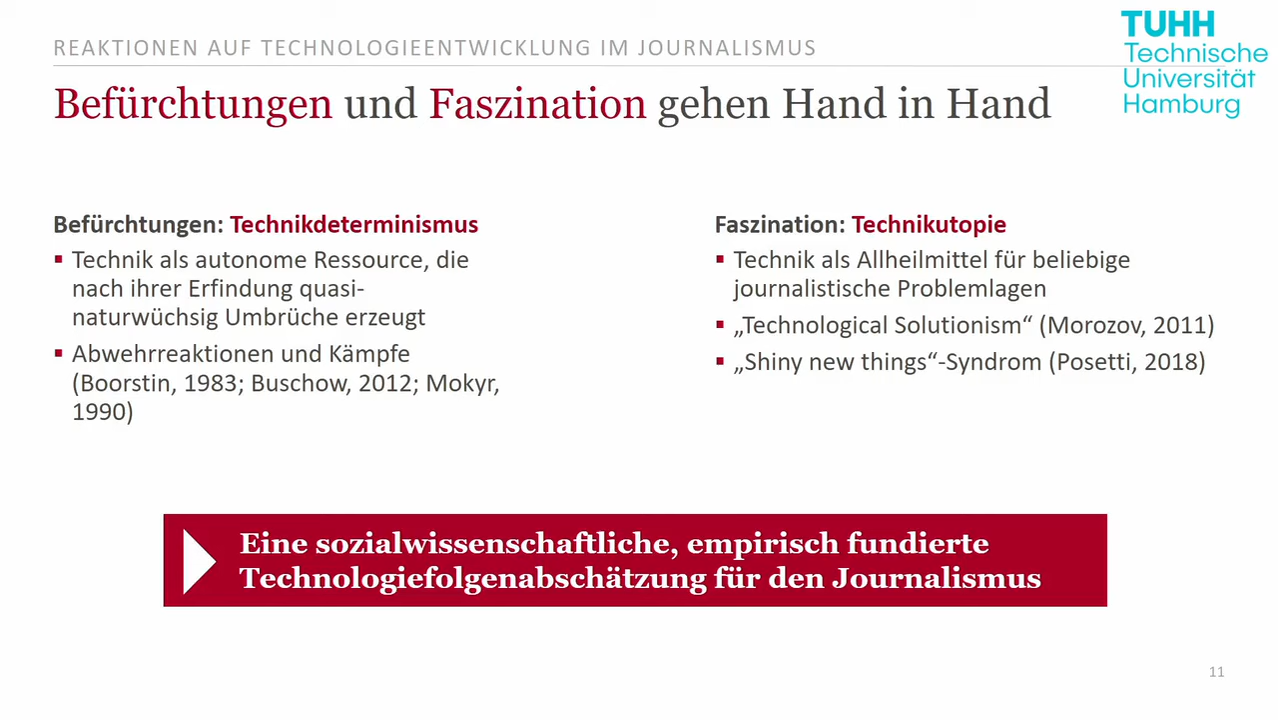 REAKTIONEN AUF TECHNOLOGIEENTWICKLUNG IM JOURNALISMUS
TUHH
Technische
Universität
Hamburg
Befürchtungen und Faszination gehen Hand in Hand
Befürchtungen: Technikdeterminismus
▪ Technik als autonome Ressource, die
nach ihrer Erfindung quasi-
naturwüchsig Umbrüche erzeugt
▪ Abwehrreaktionen und Kämpfe
(Boorstin, 1983; Buschow, 2012; Mokyr,
1990)
Faszination: Technikutopie
▪ Technik als Allheilmittel für beliebige
journalistische Problemlagen
▪ „Technological Solutionism“ (Morozov, 2011)
▪ „Shiny new things“-Syndrom (Posetti, 2018)
Eine sozialwissenschaftliche, empirisch fundierte
Technologiefolgenabschätzung für den Journalismus
11